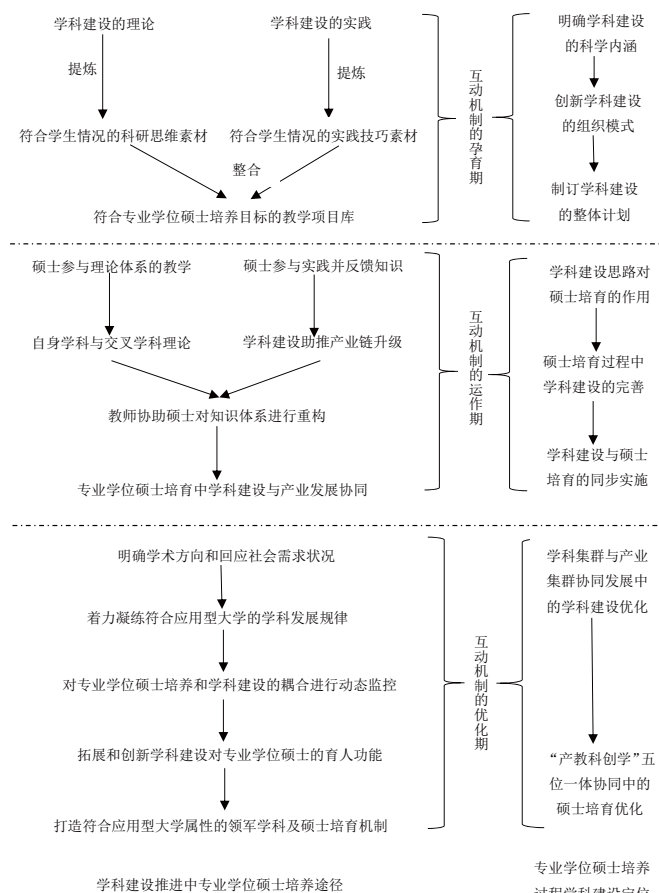 学科建设的理论
学科建设的实践
提炼
提炼
符合学生情况的科研思维素材
符合学生情况的实践技巧素材
整合
符合专业学位硕士培养目标的教学项目库
互动机制的孕育期
明确学科建设
的科学内涵
创新学科建设
的组织模式
制订学科建设
的整体计划
硕士参与理论体系的教学
硕士参与实践并反馈知识
自身学科与交叉学科理论
学科建设助推产业链升级
教师协助硕士对知识体系进行重构
专业学位硕士培育中学科建设与产业发展协同
互动机制的运作期
学科建设思路对
硕士培育的作用
硕士培育过程中
学科建设的完善
学科建设与硕士
培育的同步实施
明确学术方向和回应社会需求状况
着力凝练符合应用型大学的学科发展规律
对专业学位硕士培养和学科建设的耦合进行动态监控
拓展和创新学科建设对专业学位硕士的育人功能
打造符合应用型大学属性的领军学科及硕士培育机制
互动机制的优化期
学科集群与产业
集群协同发展中
的学科建设优化
“产教科创学”五
位一体协同中的
硕士培育优化
学科建设推进中专业学位硕士培养途径
专业学位硕士培养
过程学科建设定位